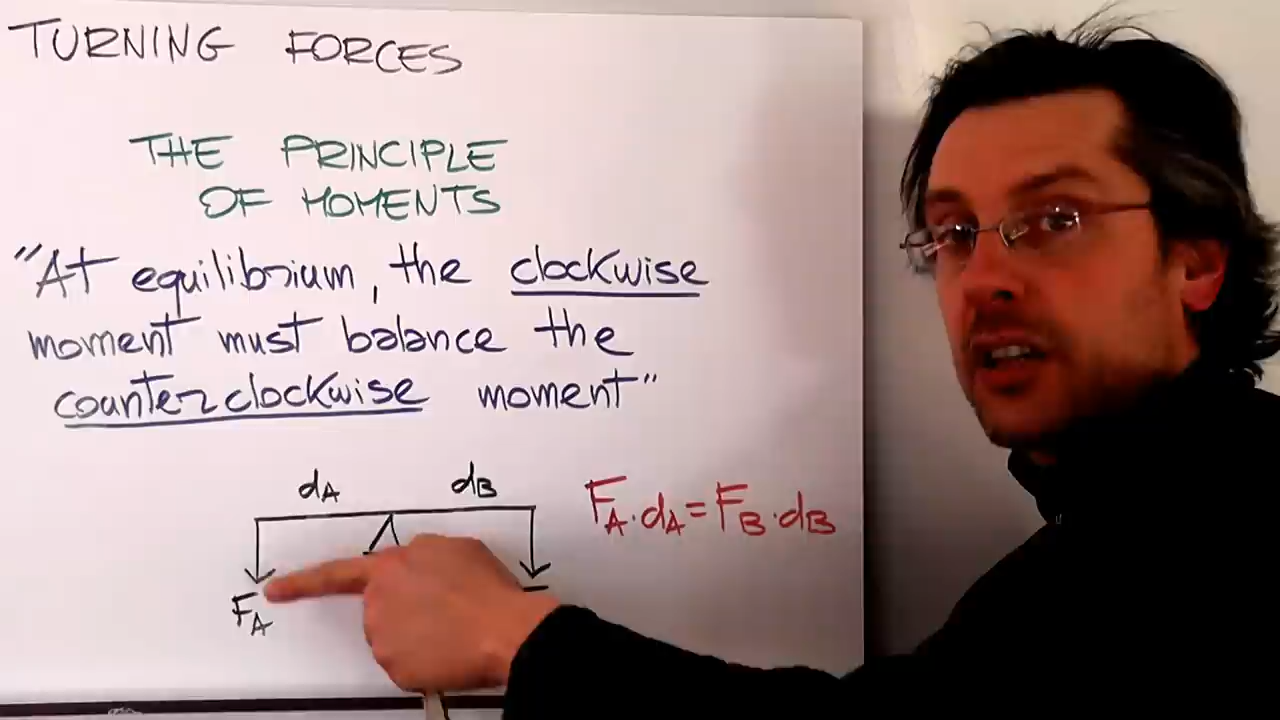 TURNING FORCES
THE PRINCIPLE
OF MOMENTS
"At equilibrium, the clockwise
moment must balance the
counterclockwise moment"
dA dB
FA·dA=FB·dB
FA